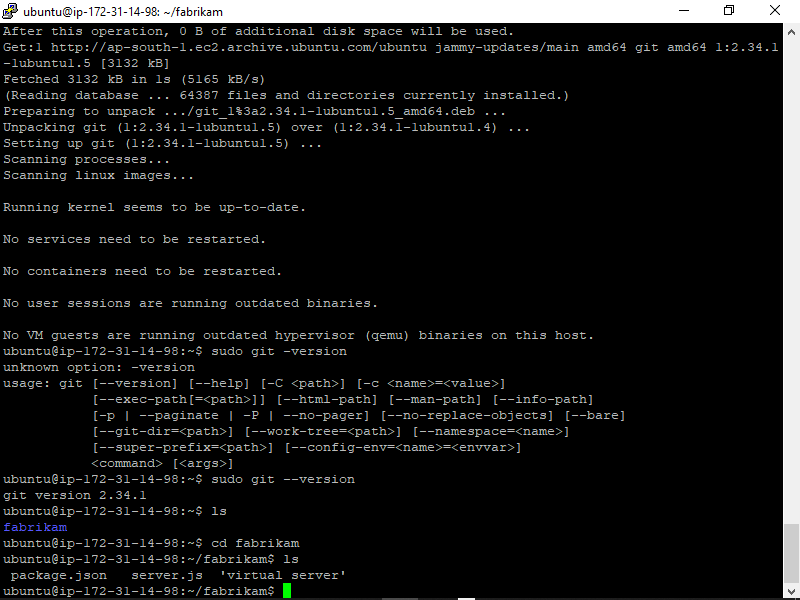 ubuntu@ip-172-31-14-98: ~/fabrikam
After this operation, 0 B of additional disk space will be used.
Get:1 http://ap-south-1.ec2.archive.ubuntu.com/ubuntu jammy-updates/main amd64 git amd64 1:2.34.1
-1ubuntu1.5 [3132 kB]
Fetched 3132 kB in 1s (5165 kB/s)
(Reading database ... 64387 files and directories currently installed.)
Preparing to unpack .../git_1%3a2.34.1-1ubuntu1.5_amd64.deb ...
Unpacking git (1:2.34.1-1ubuntu1.5) over (1:2.34.1-1ubuntu1.4) ...
Setting up git (1:2.34.1-1ubuntu1.5) ...
Scanning processes...
Scanning linux images...
Running kernel seems to be up-to-date.
No services need to be restarted.
No containers need to be restarted.
No user sessions are running outdated binaries.
No VM guests are running outdated hypervisor (qemu) binaries on this host.
ubuntu@ip-172-31-14-98:~$ sudo git -version
unknown option: -version
usage: git [--version] [--help] [-C <path>] [-c <name>=<value>]
           [--exec-path[=<path>]] [--html-path] [--man-path] [--info-path]
           [-p | --paginate | -P | --no-pager] [--no-replace-objects] [--bare]
           [--git-dir=<path>] [--work-tree=<path>] [--namespace=<name>]
           [--super-prefix=<path>] [--config-env=<name>=<envvar>]
           <command> [<args>]
ubuntu@ip-172-31-14-98:~$ sudo git --version
git version 2.34.1
ubuntu@ip-172-31-14-98:~$ ls
fabrikam
ubuntu@ip-172-31-14-98:~$ cd fabrikam
ubuntu@ip-172-31-14-98:~/fabrikam$ ls
 package.json   server.js  'virtual server'
ubuntu@ip-172-31-14-98:~/fabrikam$